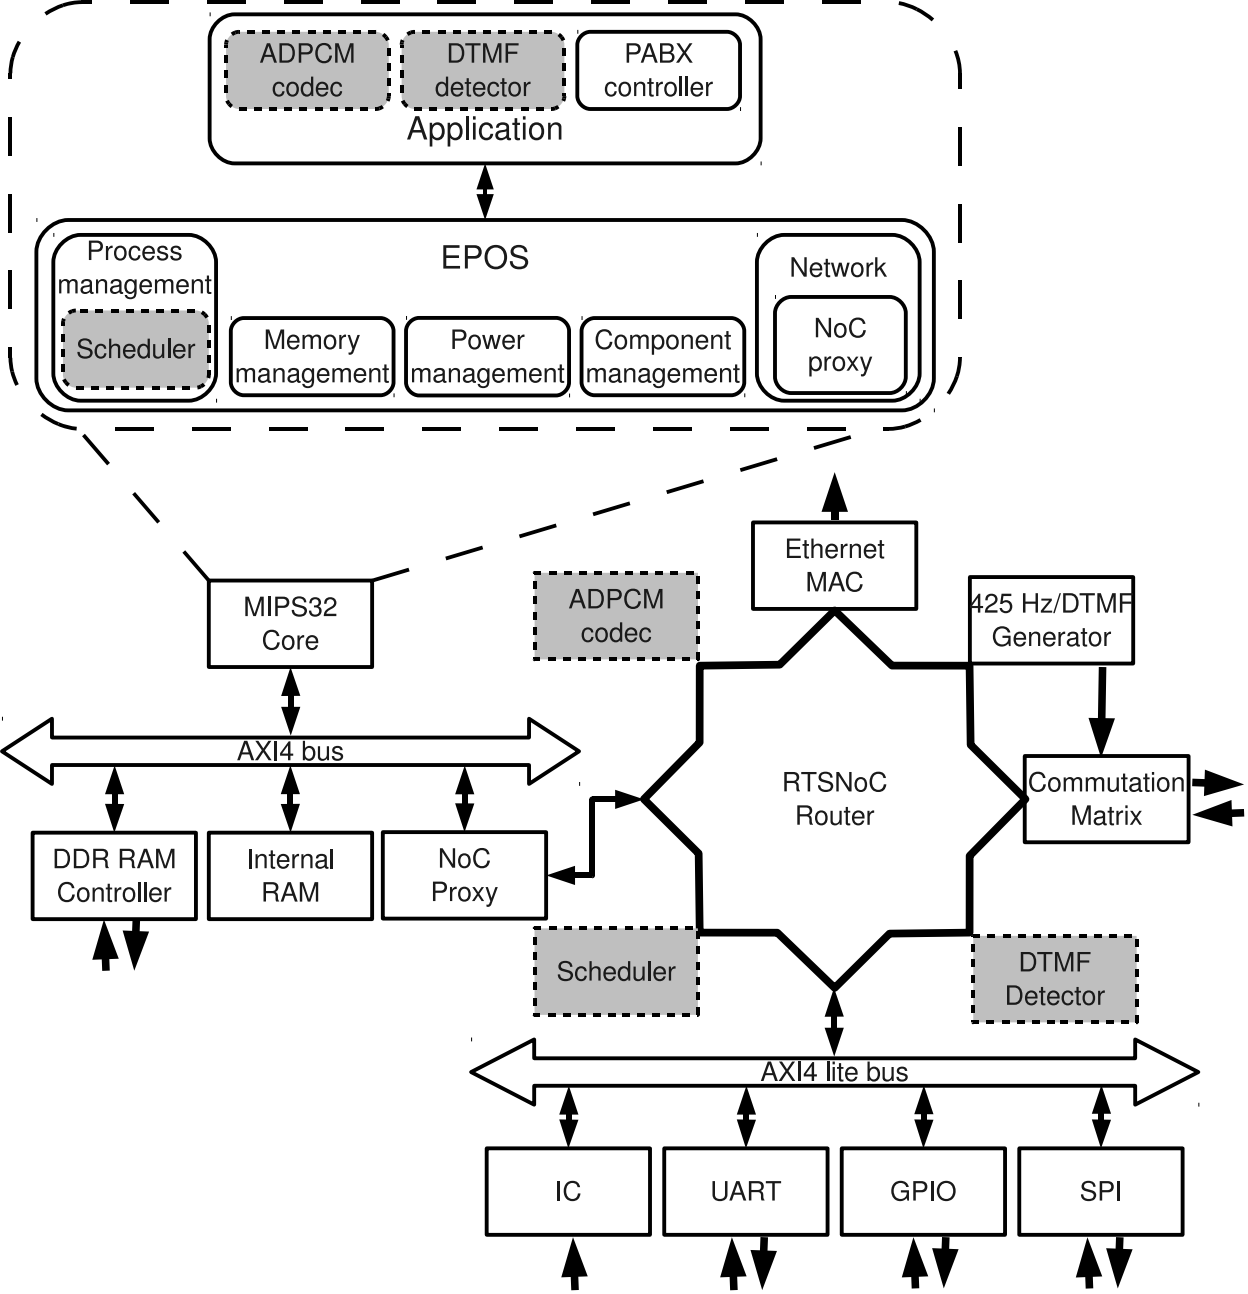 ADPCM
codec
DTMF
detector
PABX
controller
Application
EPOS
Process
management
Scheduler
Memory
management
Power
management
Component
management
Network
NoC
proxy
MIPS32
Core
AXI4 bus
DDR RAM
Controller
Internal
RAM
NoC
Proxy
ADPCM
codec
Ethernet
MAC
425 Hz/DTMF
Generator
RTSNoC
Router
Commutation
Matrix
Scheduler
DTMF
Detector
AXI4 lite bus
IC
UART
GPIO
SPI